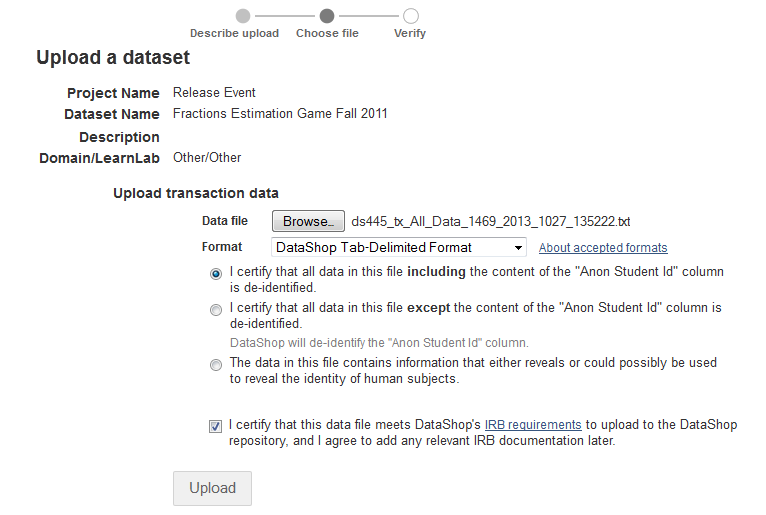 Describe upload Choose file Verify
Upload a dataset
Project Name Release Event
Dataset Name Fractions Estimation Game Fall 2011
Description
Domain/LearnLab Other/Other
Upload transaction data
Data file Browse.. ds445_tx_All_Data_1469_2013_1027_135222.txt
Format DataShop Tab-Delimited Format About accepted formats
I certify that all data in this file including the content of the "Anon Student Id" column
is de-identified.
I certify that all data in this file except the content of the "Anon Student Id" column is
de-identified.
DataShop will de-identify the "Anon Student Id" column.
The data in this file contains information that either reveals or could possibly be used
to reveal the identity of human subjects.
I certify that this data file meets DataShop's IRB requirements to upload to the DataShop
repository, and I agree to add any relevant IRB documentation later.
Upload